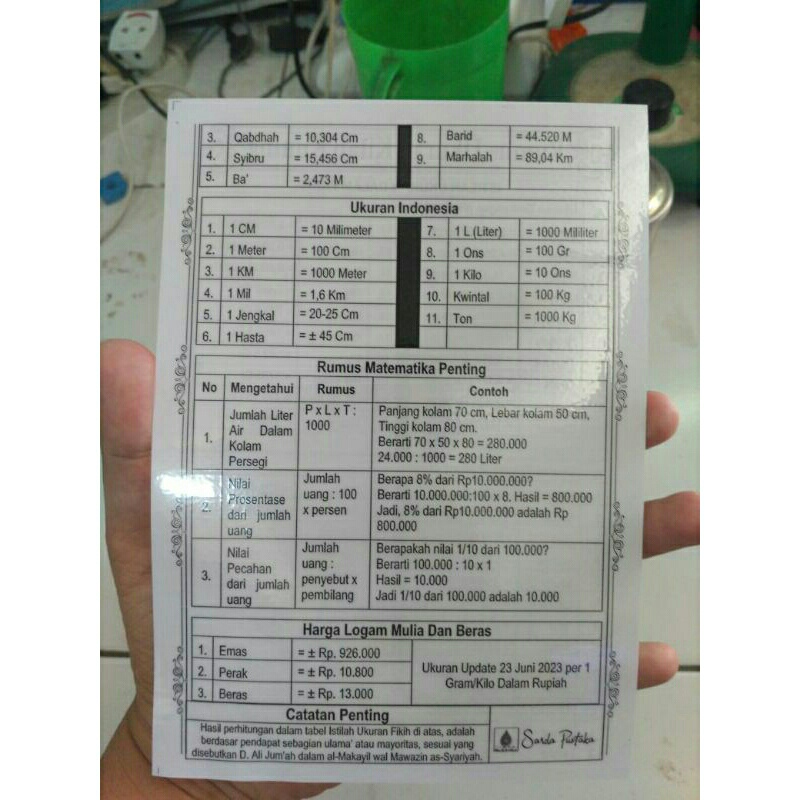 3. Qabdhah = 10,304 Cm 8. Barid = 44.520 M
4. Syibru = 15,456 Cm 9. Marhalah = 89,04 Km
5. Ba' = 2,473 M
Ukuran Indonesia
1. 1 CM = 10 Milimeter 7. 1 L (Liter) = 1000 Mililiter
2. 1 Meter = 100 Cm 8. 1 Ons = 100 Gr
3. 1 KM = 1000 Meter 9. 1 Kilo = 10 Ons
4. 1 Mil = 1,6 Km 10. Kwintal = 100 Kg
5. 1 Jengkal = 20-25 Cm 11. Ton = 1000 Kg
6. 1 Hasta = ± 45 Cm
Rumus Matematika Penting
No Mengetahui Rumus Contoh
1.
Jumlah Liter
Air Dalam
Kolam
Persegi
P x L x T :
1000
Panjang kolam 70 cm, Lebar kolam 50 cm,
Tinggi kolam 80 cm.
Berarti 70 x 50 x 80 = 280.000
24.000 : 1000 = 280 Liter
2.
Nilai
Prosentase
dari jumlah
uang
Jumlah
uang : 100
x persen
Berapa 8% dari Rp10.000.000?
Berarti 10.000.000:100 x 8. Hasil = 800.000
Jadi, 8% dari Rp10.000.000 adalah Rp
800.000
3.
Nilai
Pecahan
dari jumlah
uang
Jumlah
uang :
penyebut x
pembilang
Berapakah nilai 1/10 dari 100.000?
Berarti 100.000 : 10 x 1
Hasil = 10.000
Jadi 1/10 dari 100.000 adalah 10.000
Harga Logam Mulia Dan Beras
1. Emas = ± Rp. 926.000
2. Perak = ± Rp. 10.800
3. Beras = ± Rp. 13.000
Ukuran Update 23 Juni 2023 per 1
Gram/Kilo Dalam Rupiah
Catatan Penting
Hasil perhitungan dalam tabel Istilah Ukuran Fikih di atas, adalah
berdasar pendapat sebagian ulama' atau mayoritas, sesuai yang
disebutkan D. Ali Jum'ah dalam al-Makayil wal Mawazin as-Syariyah.
Sarda Pustaka